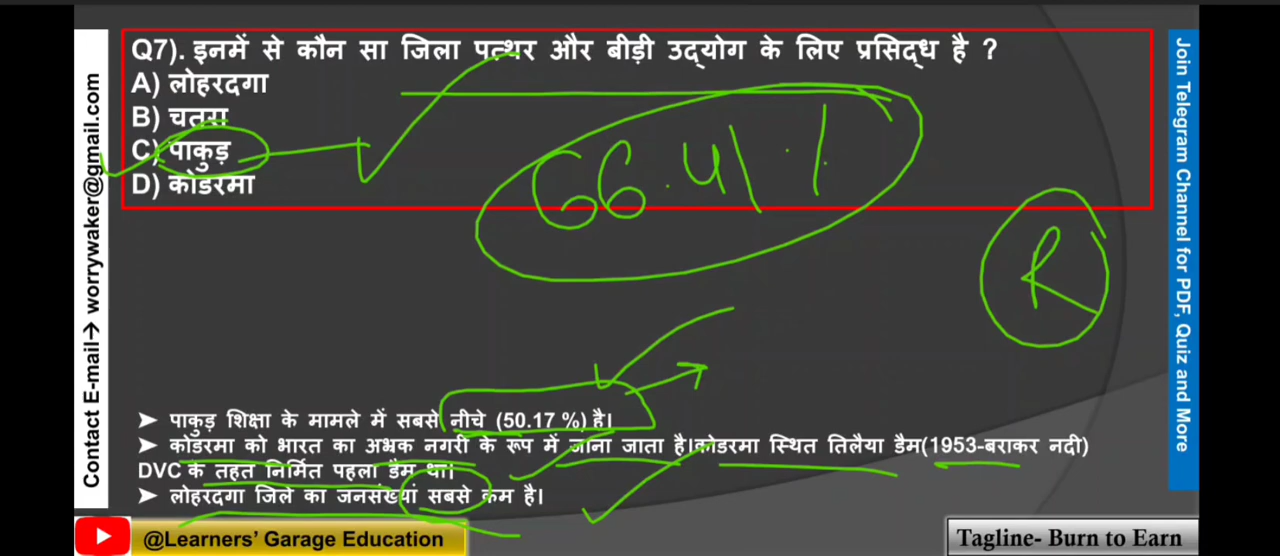 Q7). इनमें से कौन सा जिला पत्थर और बीड़ी उद्योग के लिए प्रसिद्ध है ?
A) लोहरदगा
B) चतरा
C) पाकुड़
D) कोडरमा
66.41 %
R
➤ पाकुड़ शिक्षा के मामले में सबसे नीचे (50.17 %) है।
➤ कोडरमा को भारत का अभ्रक नगरी के रूप में जाना जाता है।कोडरमा स्थित तिलैया डैम(1953-बराकर नदी)
DVC के तहत निर्मित पहला डैम था।
➤ लोहरदगा जिले का जनसंख्यां सबसे कम है।
@Learners’ Garage Education
Tagline- Burn to Earn
Contact E-mail→ worrywaker@gmail.com
Join Telegram Channel for PDF, Quiz and More